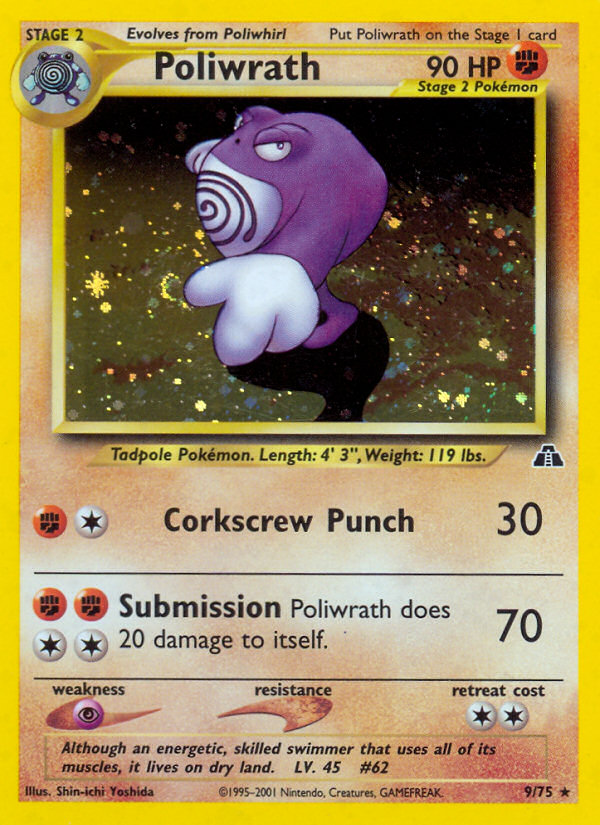 STAGE 2 Evolves from Poliwhirl Put Poliwrath on the Stage 1 card
Poliwrath 90 HP
Stage 2 Pokémon
Tadpole Pokémon. Length: 4' 3", Weight: 119 lbs.
Corkscrew Punch 30
Submission Poliwrath does
20 damage to itself. 70
weakness resistance retreat cost
Although an energetic, skilled swimmer that uses all of its
muscles, it lives on dry land. LV. 45 #62
Illus. Shin-ichi Yoshida ©1995–2001 Nintendo, Creatures, GAMEFREAK. 9/75 ★